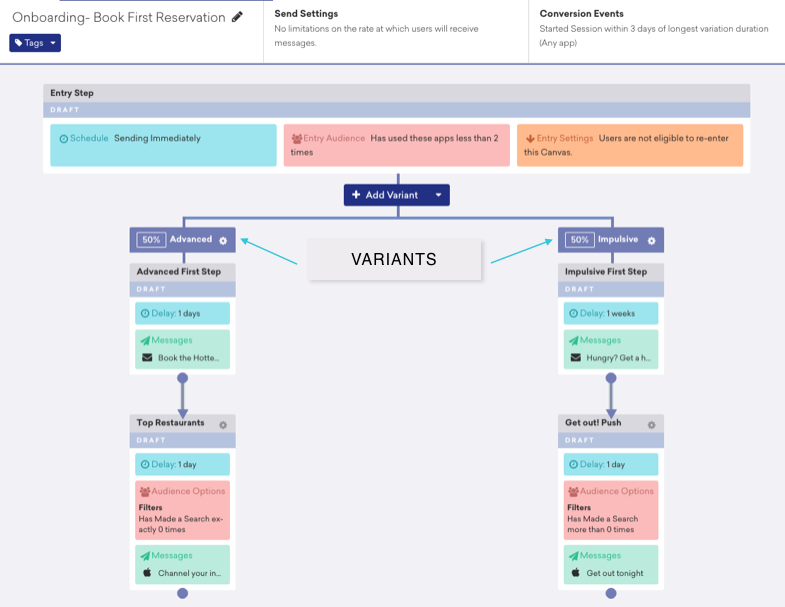 Onboarding- Book First Reservation
Tags
Send Settings
No limitations on the rate at which users will receive
messages.
Conversion Events
Started Session within 3 days of longest variation duration
(Any app)
Entry Step
DRAFT
Schedule Sending Immediately
Entry Audience Has used these apps less than 2
times
Entry Settings Users are not eligible to re-enter
this Canvas.
+ Add Variant
50% Advanced
VARIANTS
50% Impulsive
Advanced First Step
DRAFT
Delay: 1 days
Messages
Book the Hotte...
Impulsive First Step
DRAFT
Delay: 1 weeks
Messages
Hungry? Get a h...
Top Restaurants
DRAFT
Delay: 1 day
Audience Options
Filters
Has Made a Search ex-
actly 0 times
Messages
Channel your in...
Get out! Push
DRAFT
Delay: 1 day
Audience Options
Filters
Has Made a Search
more than 0 times
Messages
Get out tonight